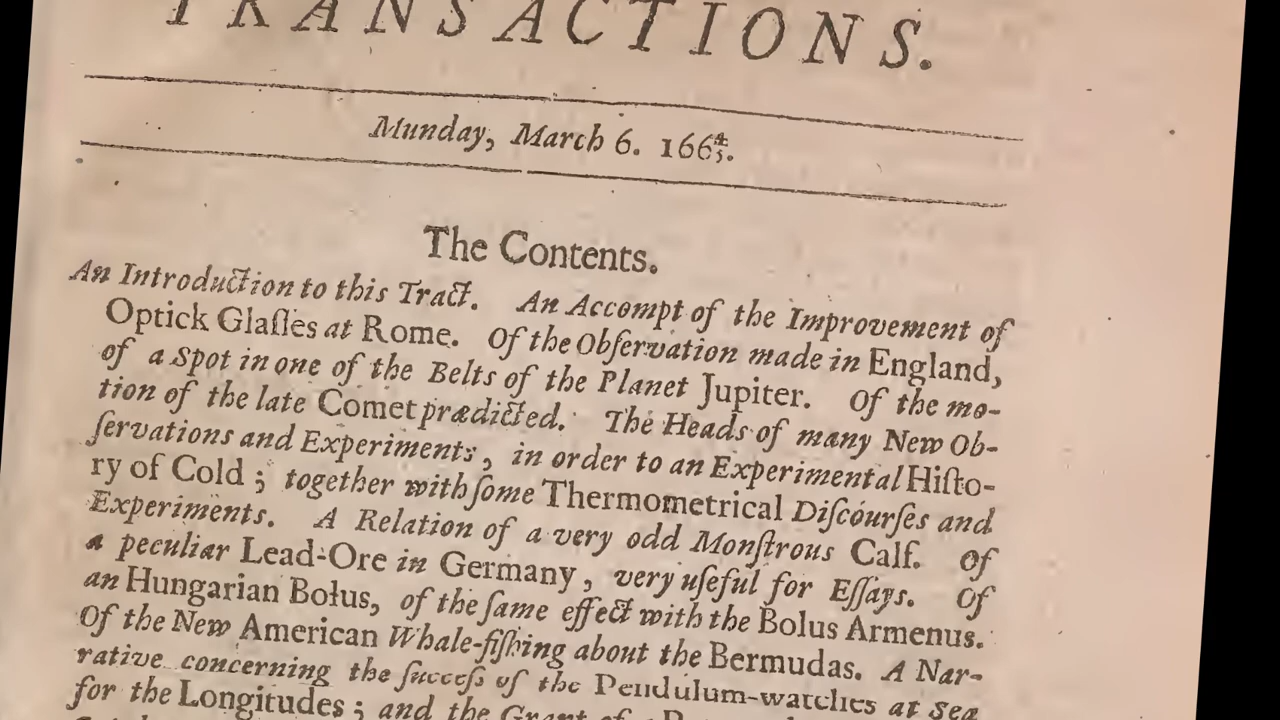 TRANSACTIONS.
Munday, March 6. 166⁴⁄₅.
The Contents.
An Introduction to this Tract. An Accompt of the Improvement of
Optick Glaſſes at Rome. Of the Obſervation made in England,
of a Spot in one of the Belts of the Planet Jupiter. Of the mo-
tion of the late Comet prædicted. The Heads of many New Ob-
ſervations and Experiments, in order to an Experimental Hiſto-
ry of Cold; together with ſome Thermometrical Diſcourſes and
Experiments. A Relation of a very odd Monſtrous Calf. Of
a peculiar Lead-Ore in Germany, very uſeful for Eſſays. Of
an Hungarian Bolus, of the ſame effect with the Bolus Armenus.
Of the New American Whale-fiſhing about the Bermudas. A Nar-
rative concerning the ſucceſs of the Pendulum-watches at Sea
for the Longitudes; and the Grant of a